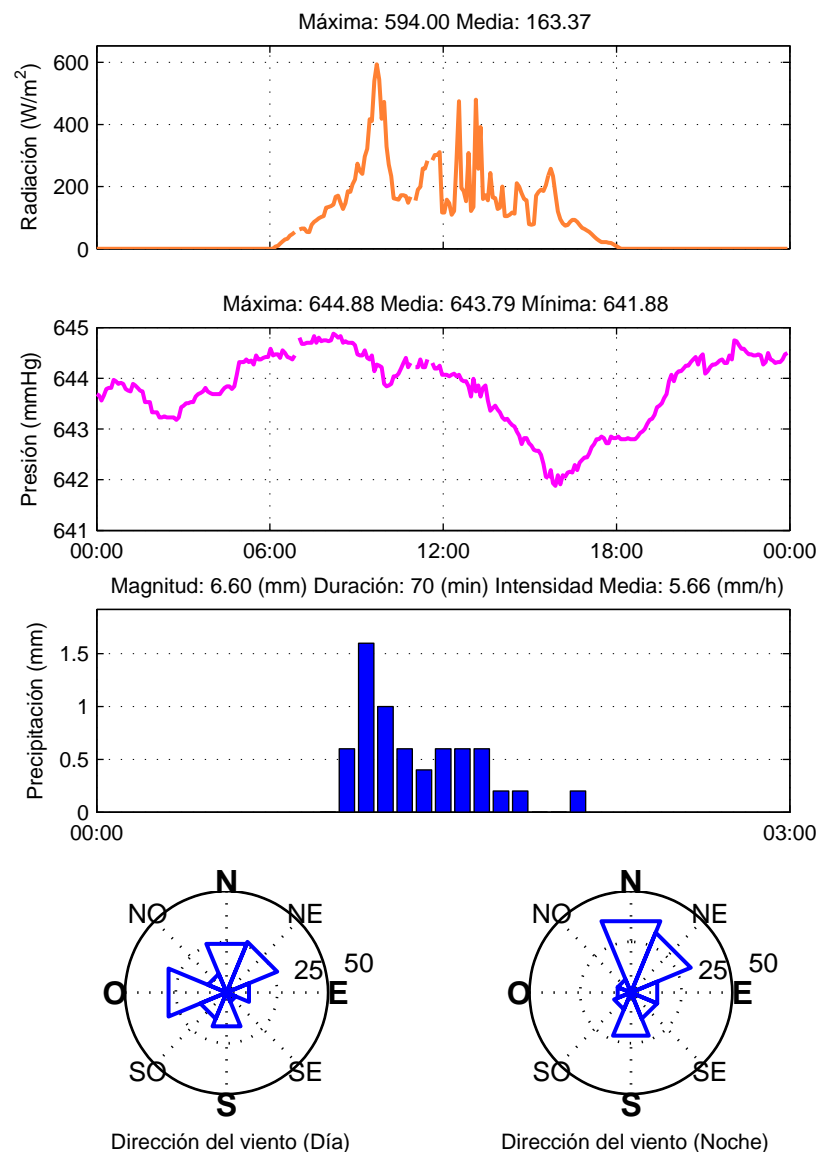 Máxima: 594.00 Media: 163.37
Radiación (W/m²)
600
400
200
0
Máxima: 644.88 Media: 643.79 Mínima: 641.88
Presión (mmHg)
645
644
643
642
641
00:00 06:00 12:00 18:00 00:00
Magnitud: 6.60 (mm) Duración: 70 (min) Intensidad Media: 5.66 (mm/h)
Precipitación (mm)
1.5
1
0.5
0
00:00 03:00
N
NO NE
25 50
O E
SO SE
S
Dirección del viento (Día)
N
NO NE
25 50
O E
SO SE
S
Dirección del viento (Noche)